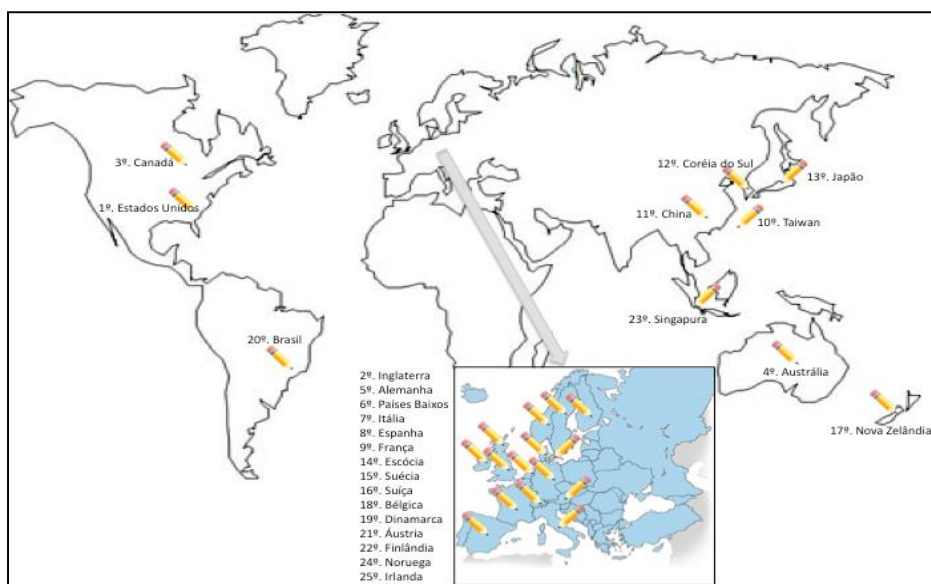 3º. Canadá
1º. Estados Unidos
12º. Coréia do Sul
13º. Japão
11º. China
10º. Taiwan
23º. Singapura
20º. Brasil
4º. Austrália
17º. Nova Zelândia
2º. Inglaterra
5º. Alemanha
6º. Países Baixos
7º. Itália
8º. Espanha
9º. França
14º. Escócia
15º. Suécia
16º. Suíça
18º. Bélgica
19º. Dinamarca
21º. Áustria
22º. Finlândia
24º. Noruega
25º. Irlanda